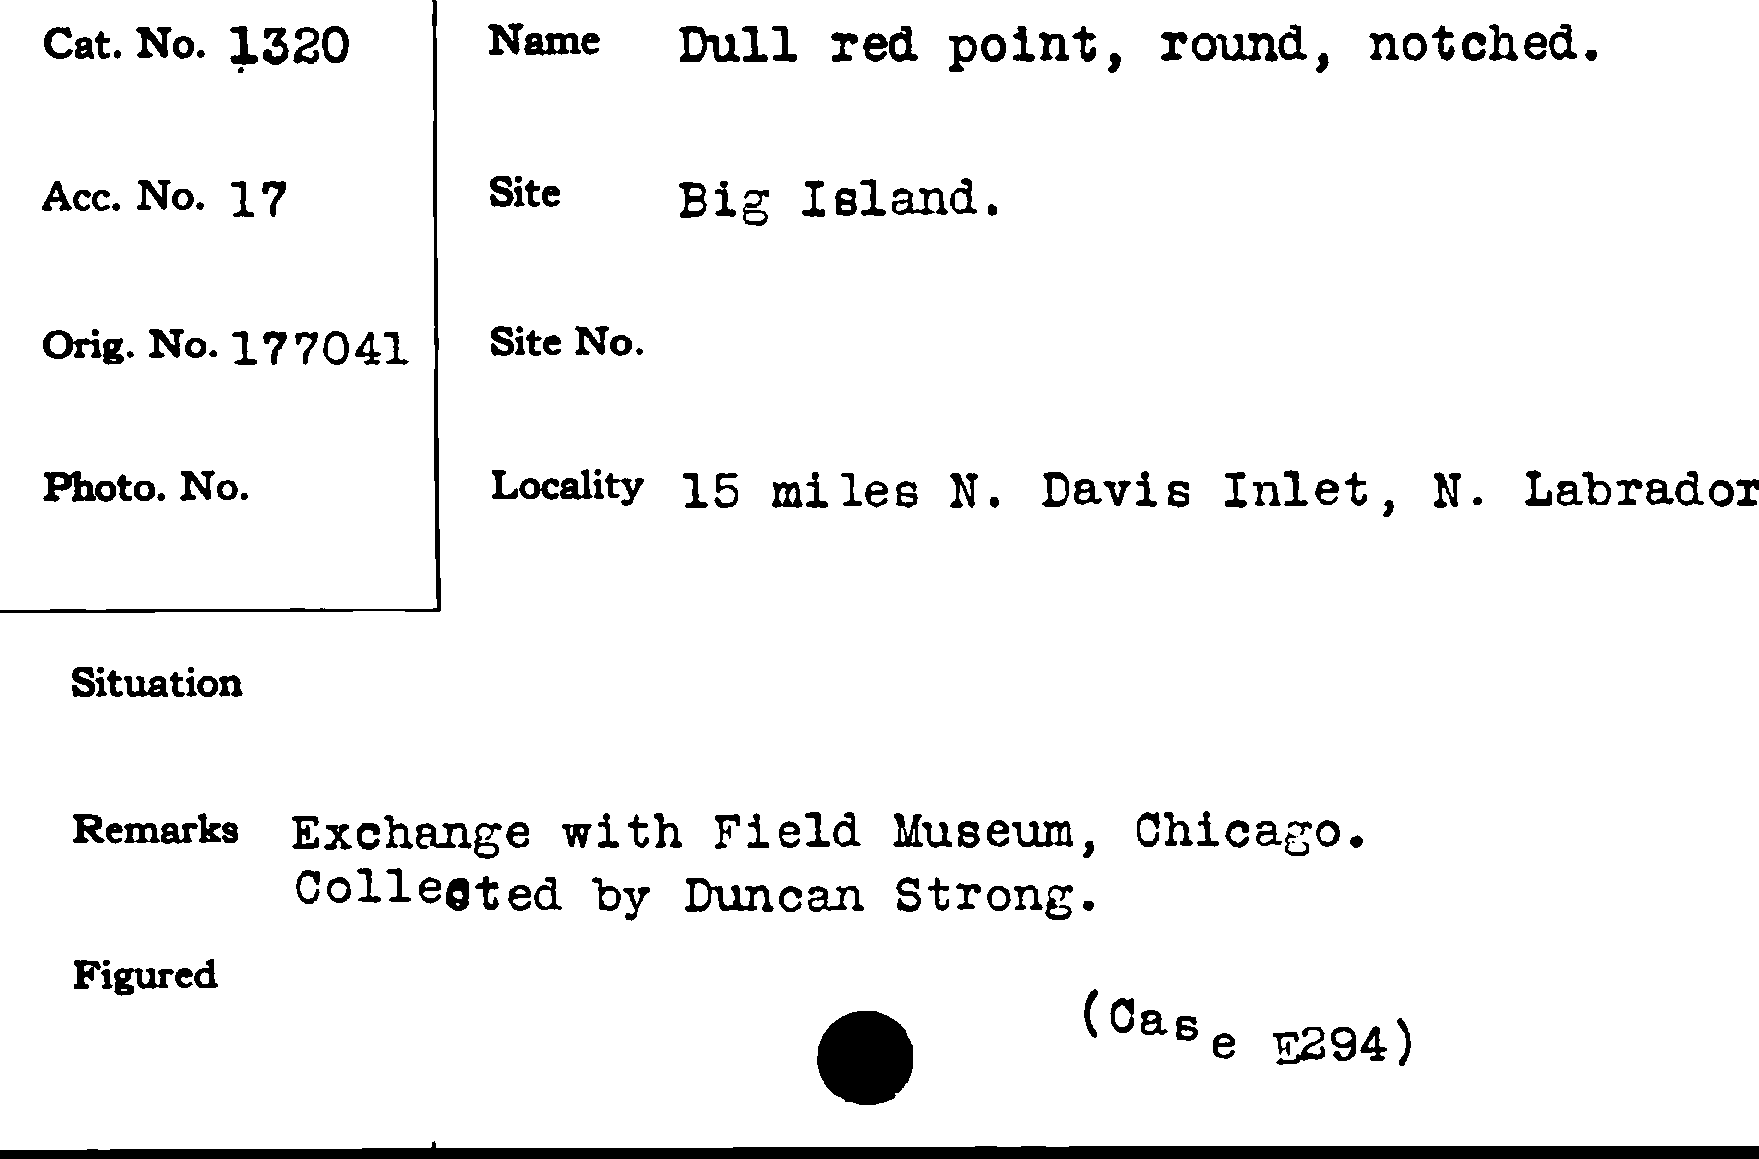 Cat. No. 1320
Name Dull red point, round, notched.
Acc. No. 17
Site Big Island.
Orig. No. 177041
Site No.
Photo. No.
Locality 15 miles N. Davis Inlet, N. Labrador
Situation
Remarks Exchange with Field Museum, Chicago.
Collected by Duncan Strong.
Figured
(Case E294)